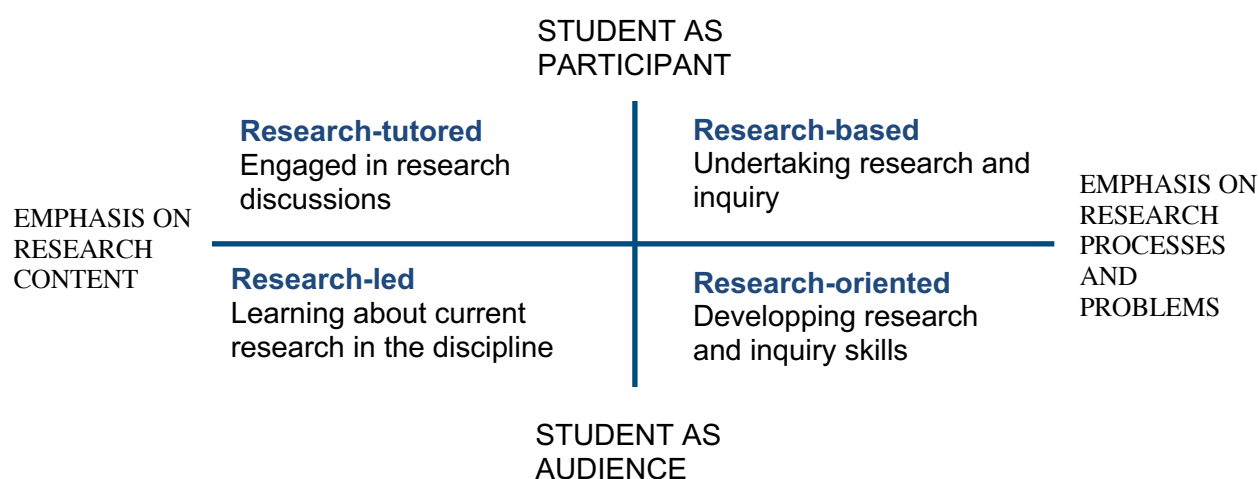 STUDENT AS
PARTICIPANT
Research-tutored
Engaged in research
discussions
Research-based
Undertaking research and
inquiry
EMPHASIS ON
RESEARCH
CONTENT
EMPHASIS ON
RESEARCH
PROCESSES
AND
PROBLEMS
Research-led
Learning about current
research in the discipline
Research-oriented
Developping research
and inquiry skills
STUDENT AS
AUDIENCE